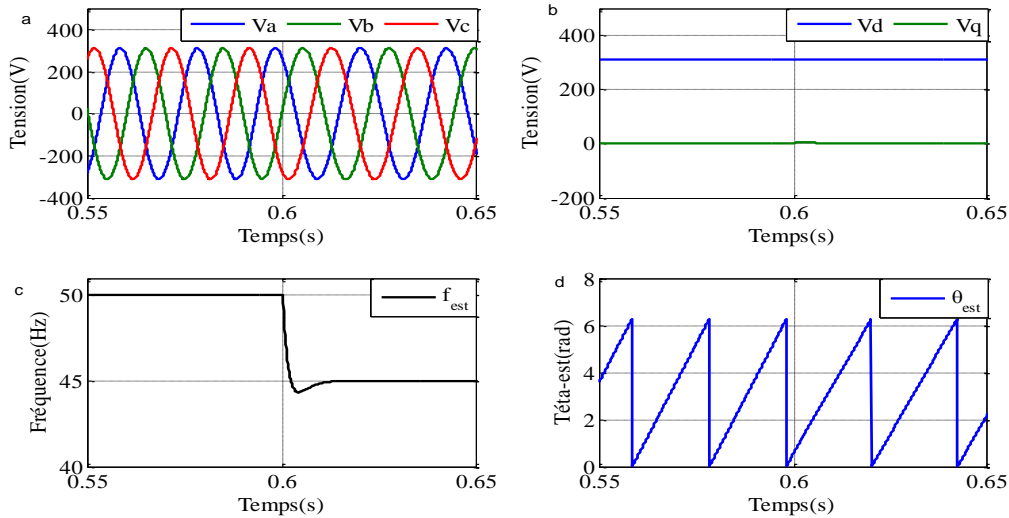 a
Va Vb Vc
400
200
0
-200
-400
Tension(V)
0.55 0.6 0.65
Temps(s)
b
Vd Vq
400
200
0
-200
Tension(V)
0.55 0.6 0.65
Temps(s)
c
f_est
50
45
40
Fréquence(Hz)
0.55 0.6 0.65
Temps(s)
d
θ_est
8
6
4
2
0
Téta-est(rad)
0.55 0.6 0.65
Temps(s)